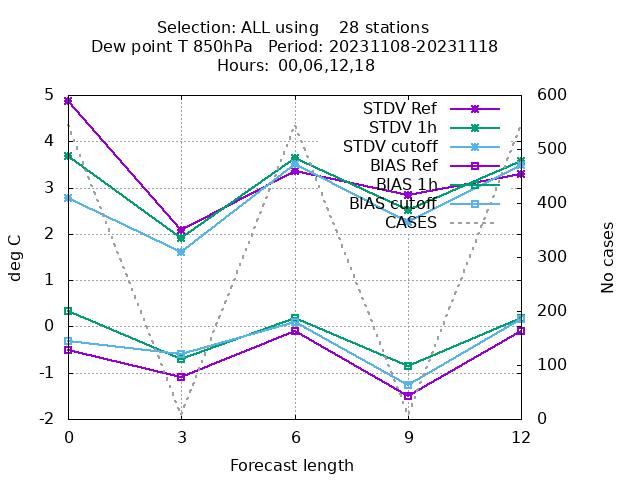 Selection: ALL using    28 stations
Dew point T 850hPa   Period: 20231108-20231118
Hours:  00,06,12,18
STDV Ref
STDV 1h
STDV cutoff
BIAS Ref
BIAS 1h
BIAS cutoff
CASES
5
4
3
2
1
0
-1
-2
600
500
400
300
200
100
0
deg C
No cases
0
3
6
9
12
Forecast length